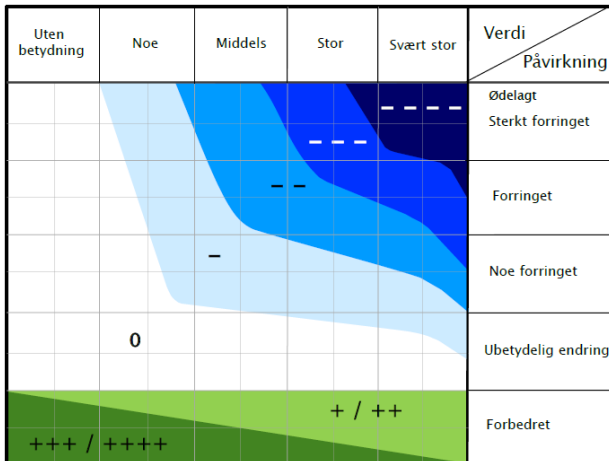 Uten betydning
Noe
Middels
Stor
Svært stor
Verdi
Påvirkning
Ødelagt
Sterkt forringet
– – – –
– – –
Forringet
– –
Noe forringet
–
Ubetydelig endring
0
Forbedret
+ / ++
+++ / ++++